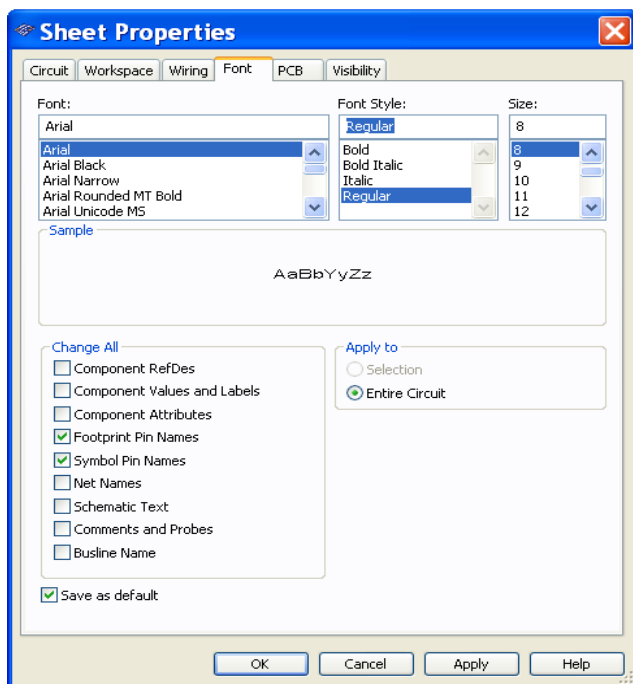 Sheet Properties
Circuit Workspace Wiring Font PCB Visibility
Font: Font Style: Size:
Arial Regular 8
Arial Bold 8
Arial Black Bold Italic 9
Arial Narrow Italic 10
Arial Rounded MT Bold Regular 11
Arial Unicode MS 12
Sample
AaBbYyZz
Change All Apply to
Component RefDes Selection
Component Values and Labels Entire Circuit
Component Attributes
Footprint Pin Names
Symbol Pin Names
Net Names
Schematic Text
Comments and Probes
Busline Name
Save as default
OK Cancel Apply Help